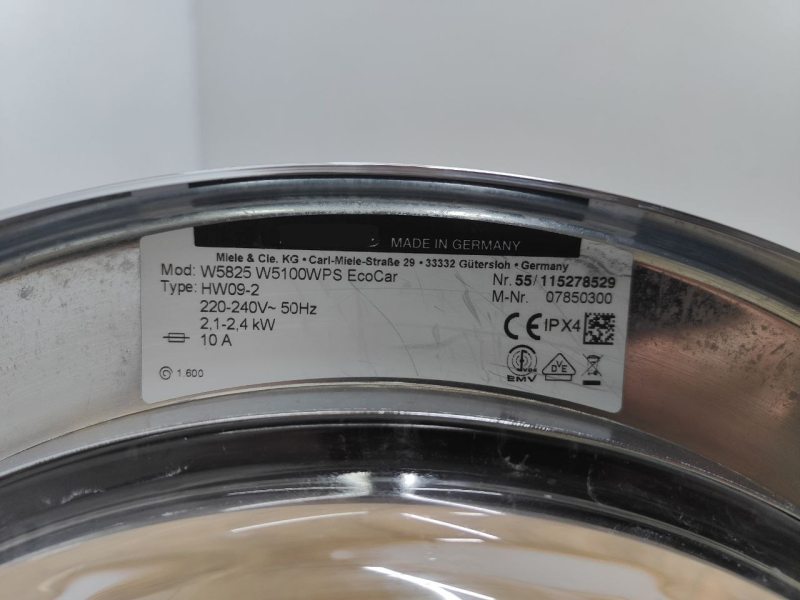 MADE IN GERMANY
Miele & Cie. KG • Carl-Miele-Straße 29 • 33332 Gütersloh • Germany
Mod: W5825 W5100WPS EcoCar
Nr. 55/115278529
Type: HW09-2
M-Nr. 07850300
220-240V~ 50Hz
2,1-2,4 kW
CE IPX4
10 A
VDE
EMV
1.600